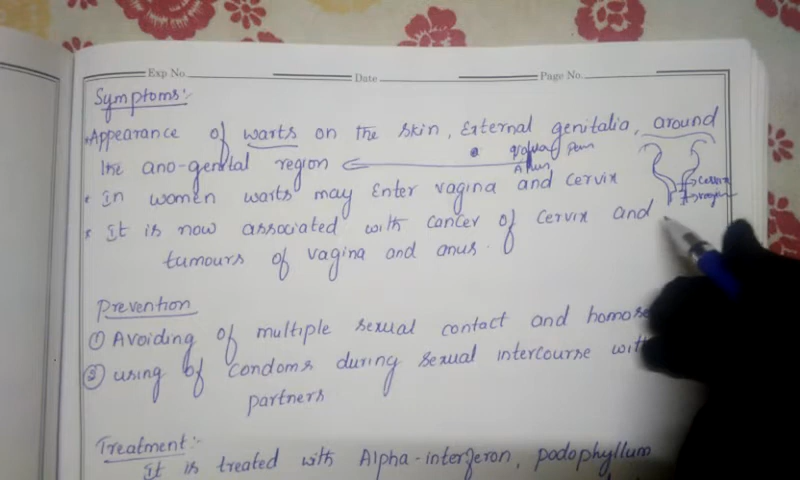 Exp No. Date Page No.
Symptoms:-
* Appearance of warts on the skin, External genitalia, around
the ano-genital region
Anus
* In women warts may Enter vagina and cervix
* It is now associated with cancer of cervix and
tumours of vagina and anus.
Prevention
① Avoiding of multiple sexual contact and homose
② using of condoms during sexual intercourse with
partners
Treatment:-
It is treated with Alpha-interferon, podophyllum